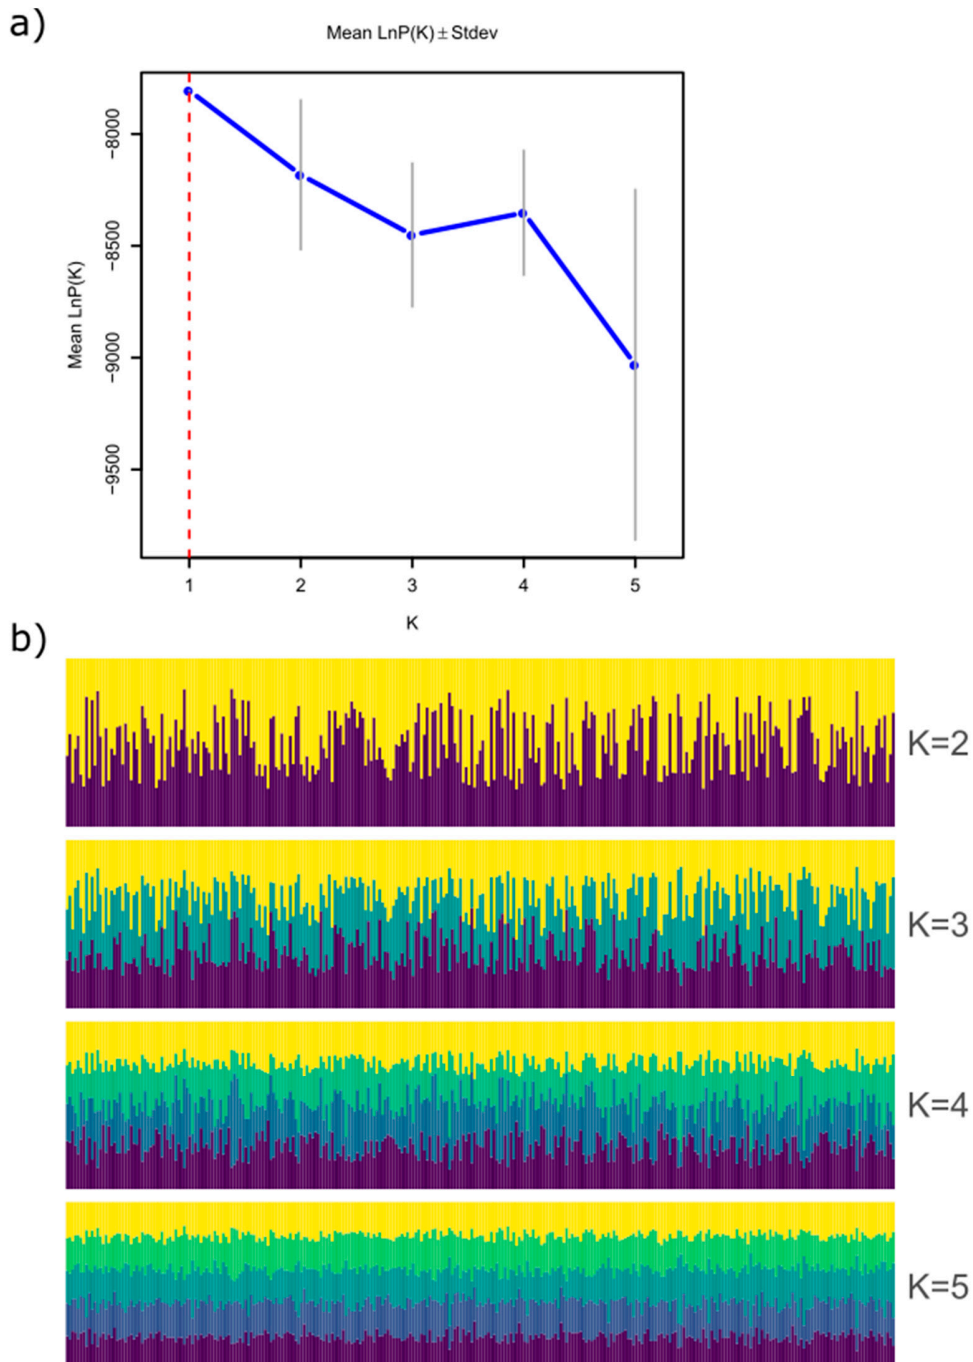 a)
Mean LnP(K) ± Stdev
Mean LnP(K)
−8000
−8500
−9000
−9500
1 2 3 4 5
K
b)
K=2
K=3
K=4
K=5